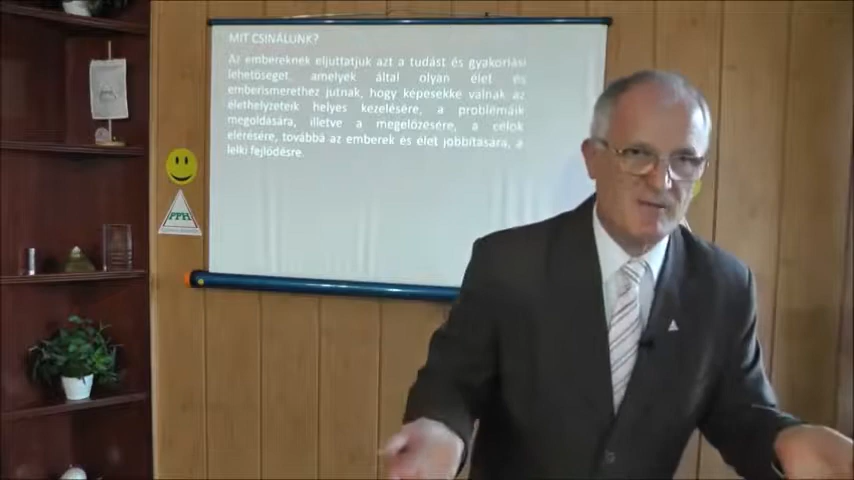 MIT CSINÁLUNK?
Az embereknek eljuttatjuk azt a tudást és gyakorlási
lehetőséget, amelyek által olyan élet és
emberismerethez jutnak, hogy képesekké válnak az
élethelyzeteik helyes kezelésére, a problémáik
megoldására, illetve a megelőzésére, a célok
elérésére, továbbá az emberek és élet jobbítására, a
lelki fejlődésre.
PPH